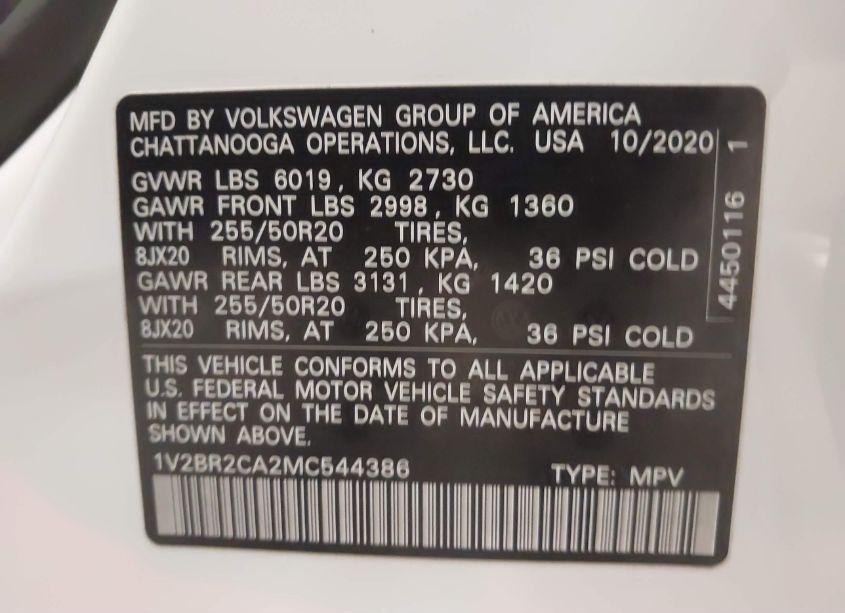 MFD BY VOLKSWAGEN GROUP OF AMERICA
CHATTANOOGA OPERATIONS, LLC. USA 10/2020
GVWR LBS 6019, KG 2730
GAWR FRONT LBS 2998, KG 1360
WITH 255/50R20 TIRES,
8JX20 RIMS, AT 250 KPA, 36 PSI COLD
GAWR REAR LBS 3131, KG 1420
WITH 255/50R20 TIRES,
8JX20 RIMS, AT 250 KPA, 36 PSI COLD
4450116 1
THIS VEHICLE CONFORMS TO ALL APPLICABLE
U.S. FEDERAL MOTOR VEHICLE SAFETY STANDARDS
IN EFFECT ON THE DATE OF MANUFACTURE
SHOWN ABOVE.
1V2BR2CA2MC544386 TYPE: MPV